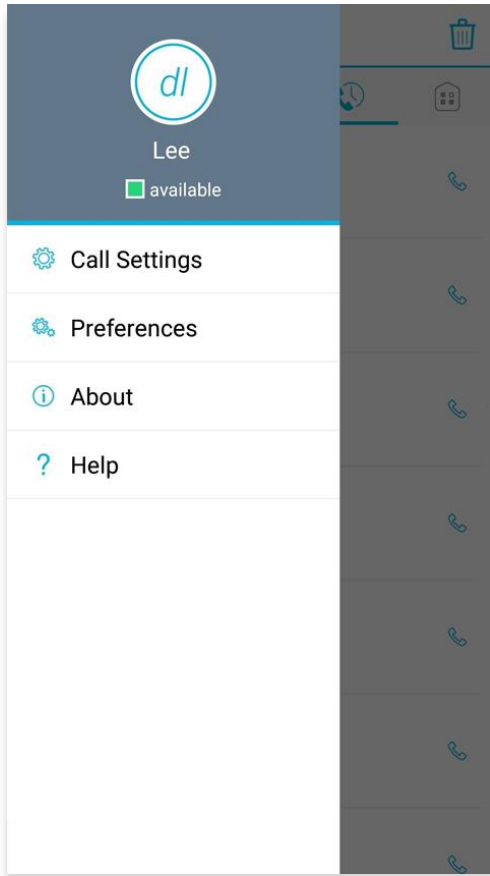 dl
Lee
available
Call Settings
Preferences
About
Help